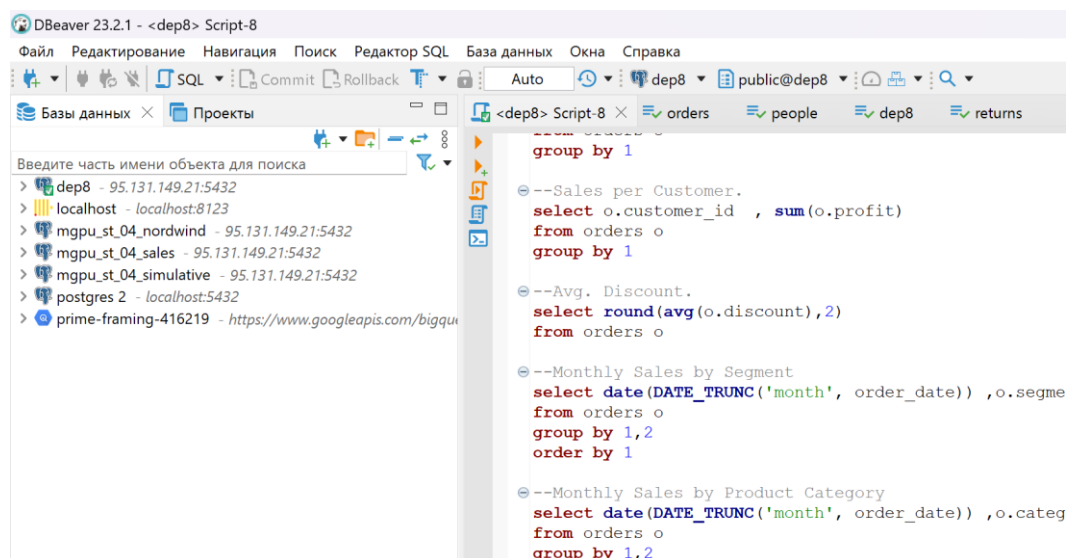 DBeaver 23.2.1 - <dep8> Script-8
Файл Редактирование Навигация Поиск Редактор SQL База данных Окна Справка
SQL Commit Rollback Auto dep8 public@dep8
Базы данных Проекты
<dep8> Script-8 orders people dep8 returns
Введите часть имени объекта для поиска
dep8 - 95.131.149.21:5432
localhost - localhost:8123
mgpu_st_04_nordwind - 95.131.149.21:5432
mgpu_st_04_sales - 95.131.149.21:5432
mgpu_st_04_simulative - 95.131.149.21:5432
postgres 2 - localhost:5432
prime-framing-416219 - https://www.googleapis.com/bigqu
from orders o
group by 1
--Sales per Customer.
select o.customer_id , sum(o.profit)
from orders o
group by 1
--Avg. Discount.
select round(avg(o.discount),2)
from orders o
--Monthly Sales by Segment
select date(DATE_TRUNC('month', order_date)) ,o.segme
from orders o
group by 1,2
order by 1
--Monthly Sales by Product Category
select date(DATE_TRUNC('month', order_date)) ,o.categ
from orders o
group by 1,2